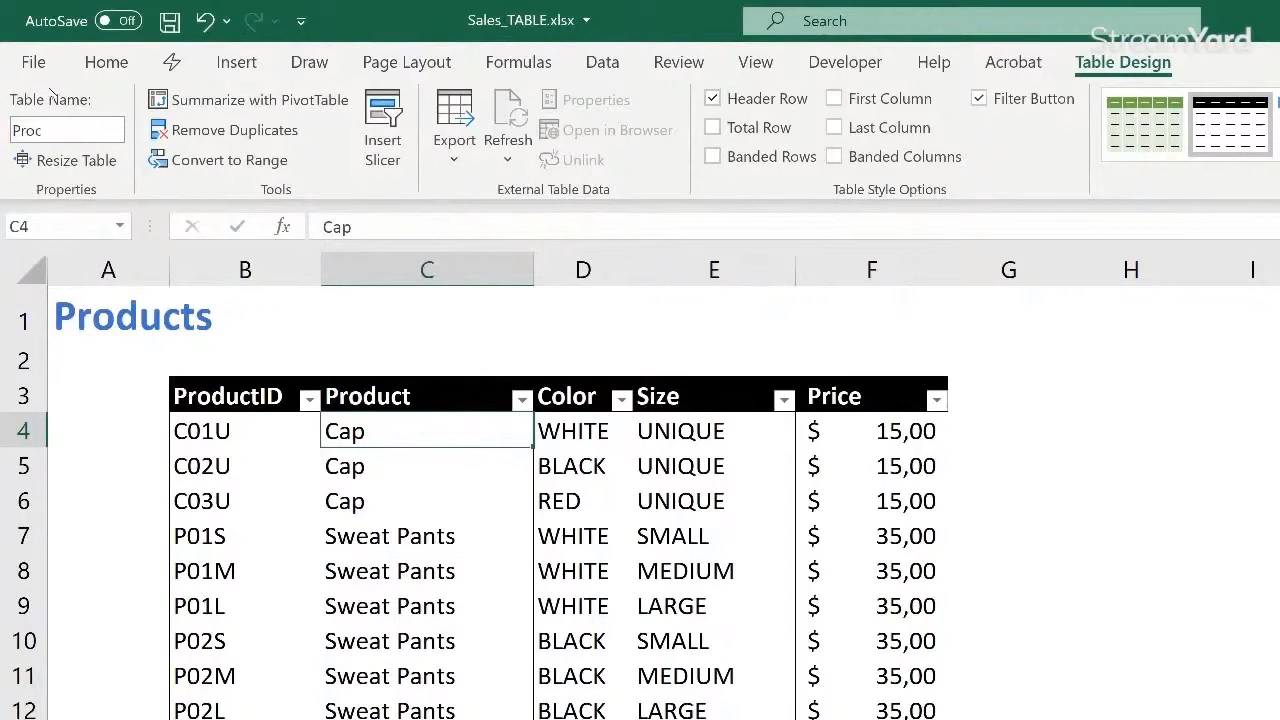 AutoSave Off
Sales_TABLE.xlsx
Search
StreamYard
File Home Insert Draw Page Layout Formulas Data Review View Developer Help Acrobat Table Design
Table Name:
Proc
Resize Table
Properties
Summarize with PivotTable
Remove Duplicates
Convert to Range
Tools
Insert
Slicer
Export
Refresh
Properties
Open in Browser
Unlink
External Table Data
Header Row First Column Filter Button
Total Row Last Column
Banded Rows Banded Columns
Table Style Options
C4 fx Cap
A B C D E F G H I
1 Products
2
3 ProductID Product Color Size Price
4 C01U Cap WHITE UNIQUE $ 15,00
5 C02U Cap BLACK UNIQUE $ 15,00
6 C03U Cap RED UNIQUE $ 15,00
7 P01S Sweat Pants WHITE SMALL $ 35,00
8 P01M Sweat Pants WHITE MEDIUM $ 35,00
9 P01L Sweat Pants WHITE LARGE $ 35,00
10 P02S Sweat Pants BLACK SMALL $ 35,00
11 P02M Sweat Pants BLACK MEDIUM $ 35,00
12 P02L Sweat Pants BLACK LARGE $ 35,00